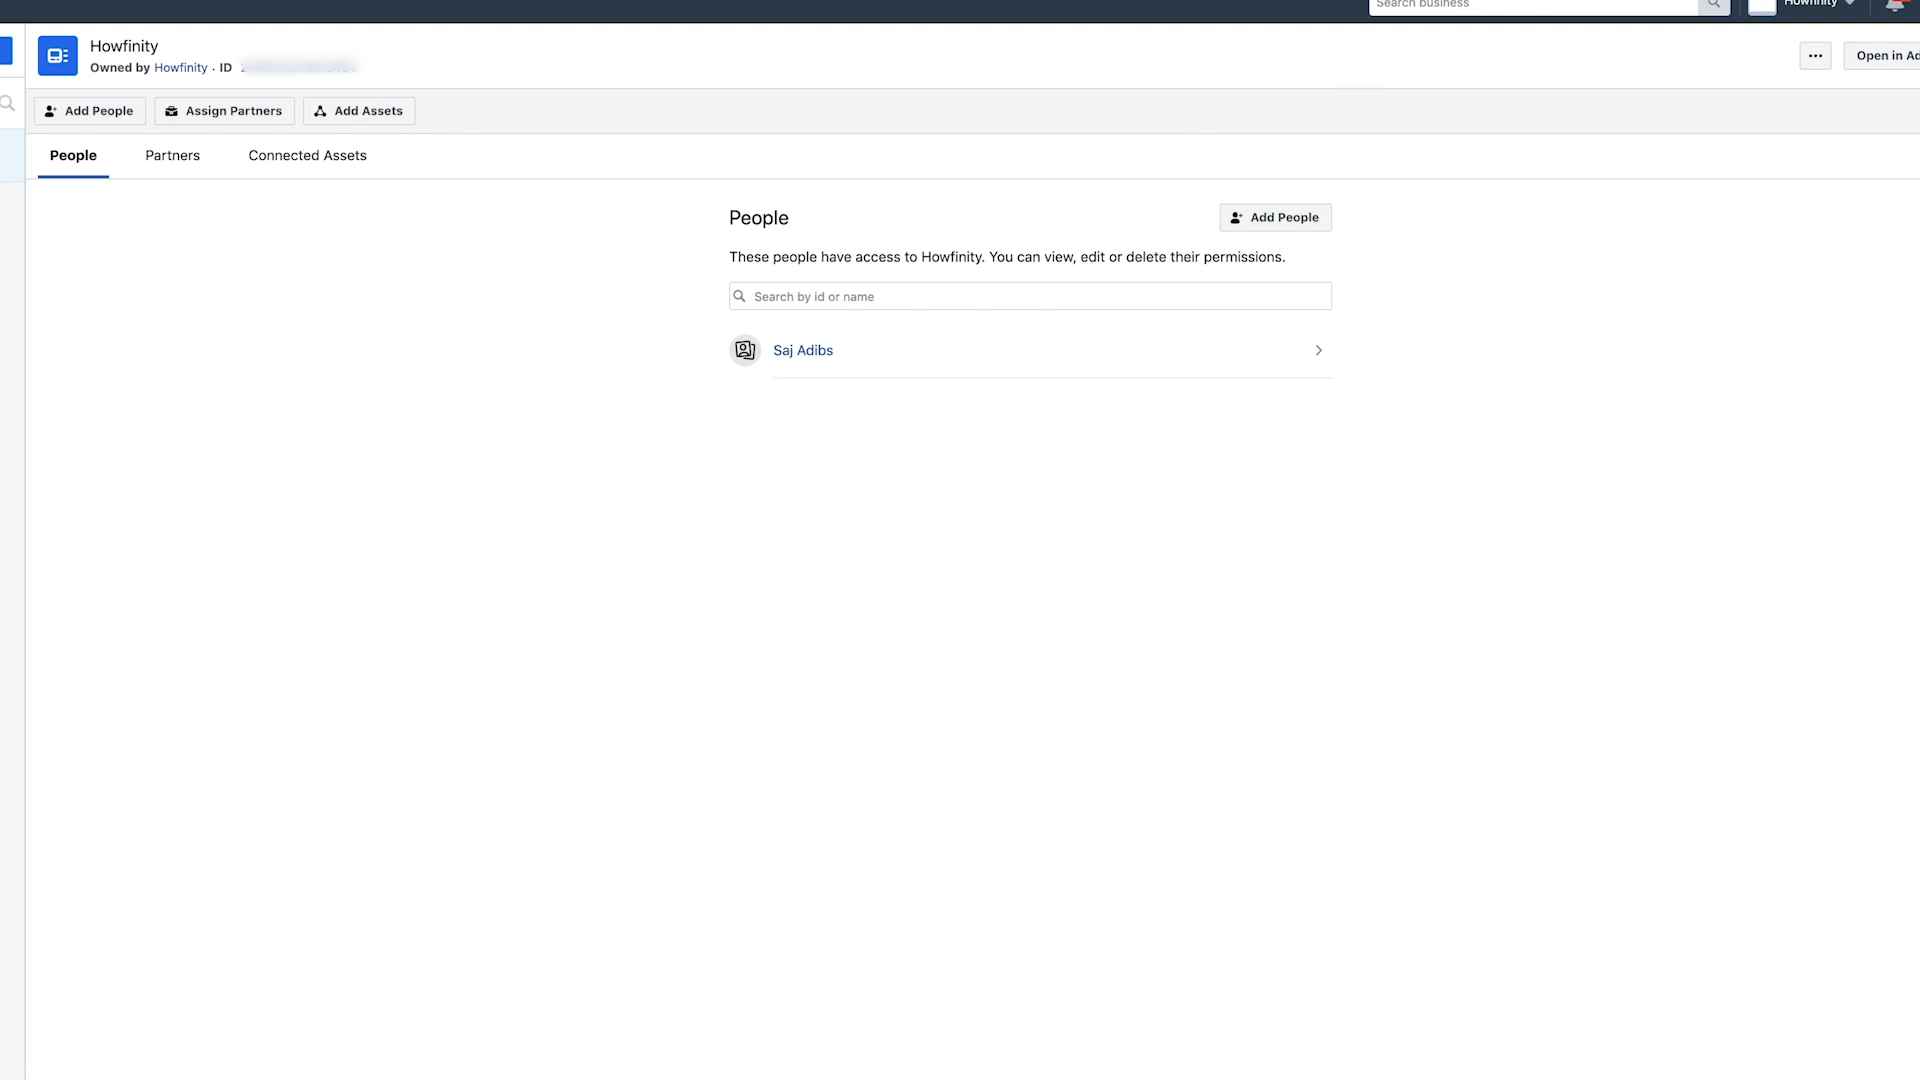 Search business
Howfinity
Howfinity
Owned by Howfinity · ID
Open in Ad
Add People
Assign Partners
Add Assets
People
Partners
Connected Assets
People
Add People
These people have access to Howfinity. You can view, edit or delete their permissions.
Search by id or name
Saj Adibs